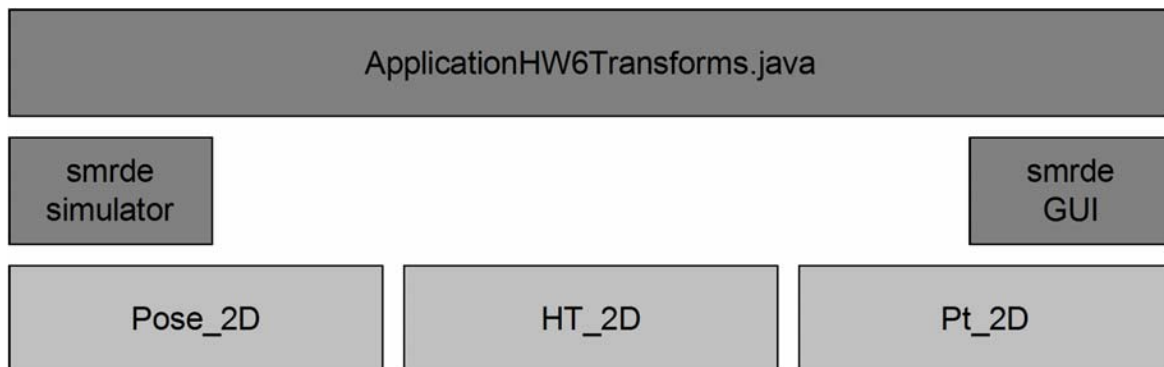 ApplicationHW6Transforms.java
smrde
simulator
smrde
GUI
Pose_2D
HT_2D
Pt_2D